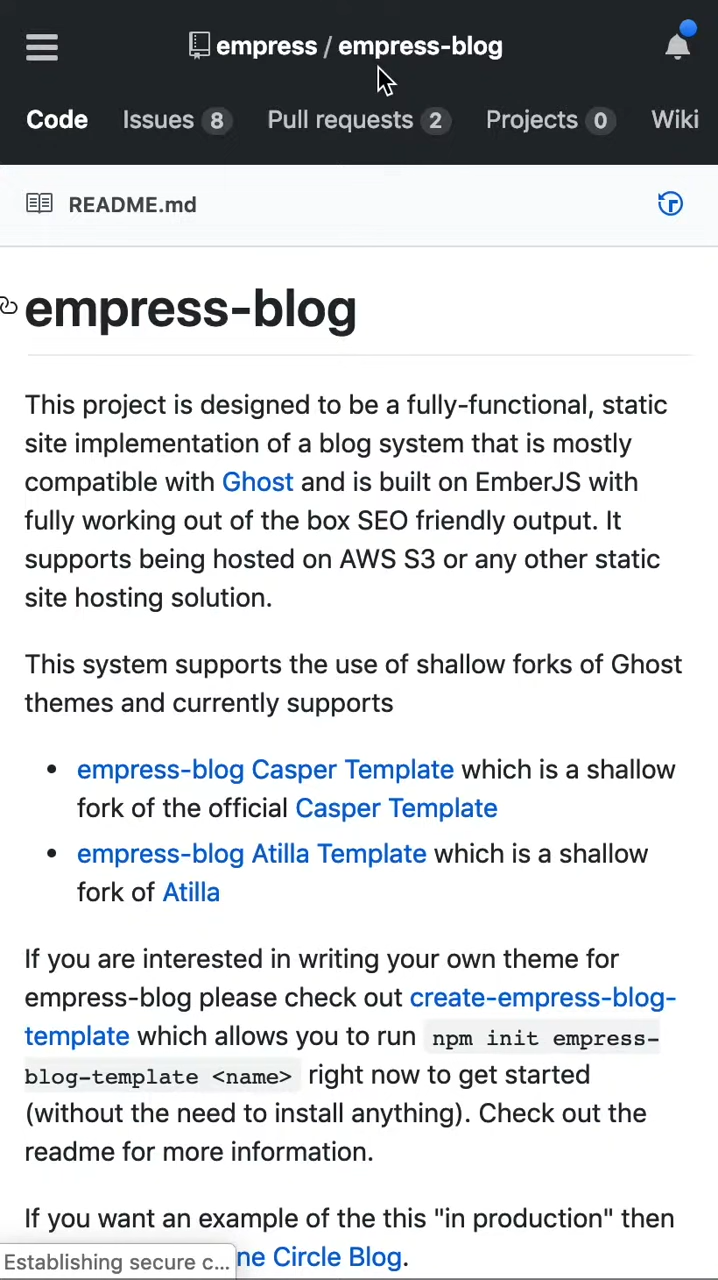 empress / empress-blog
Code Issues 8 Pull requests 2 Projects 0 Wiki
README.md
empress-blog
This project is designed to be a fully-functional, static
site implementation of a blog system that is mostly
compatible with Ghost and is built on EmberJS with
fully working out of the box SEO friendly output. It
supports being hosted on AWS S3 or any other static
site hosting solution.
This system supports the use of shallow forks of Ghost
themes and currently supports
• empress-blog Casper Template which is a shallow
fork of the official Casper Template
• empress-blog Atilla Template which is a shallow
fork of Atilla
If you are interested in writing your own theme for
empress-blog please check out create-empress-blog-
template which allows you to run npm init empress-
blog-template <name> right now to get started
(without the need to install anything). Check out the
readme for more information.
If you want an example of the this "in production" then
ne Circle Blog.
Establishing secure c...